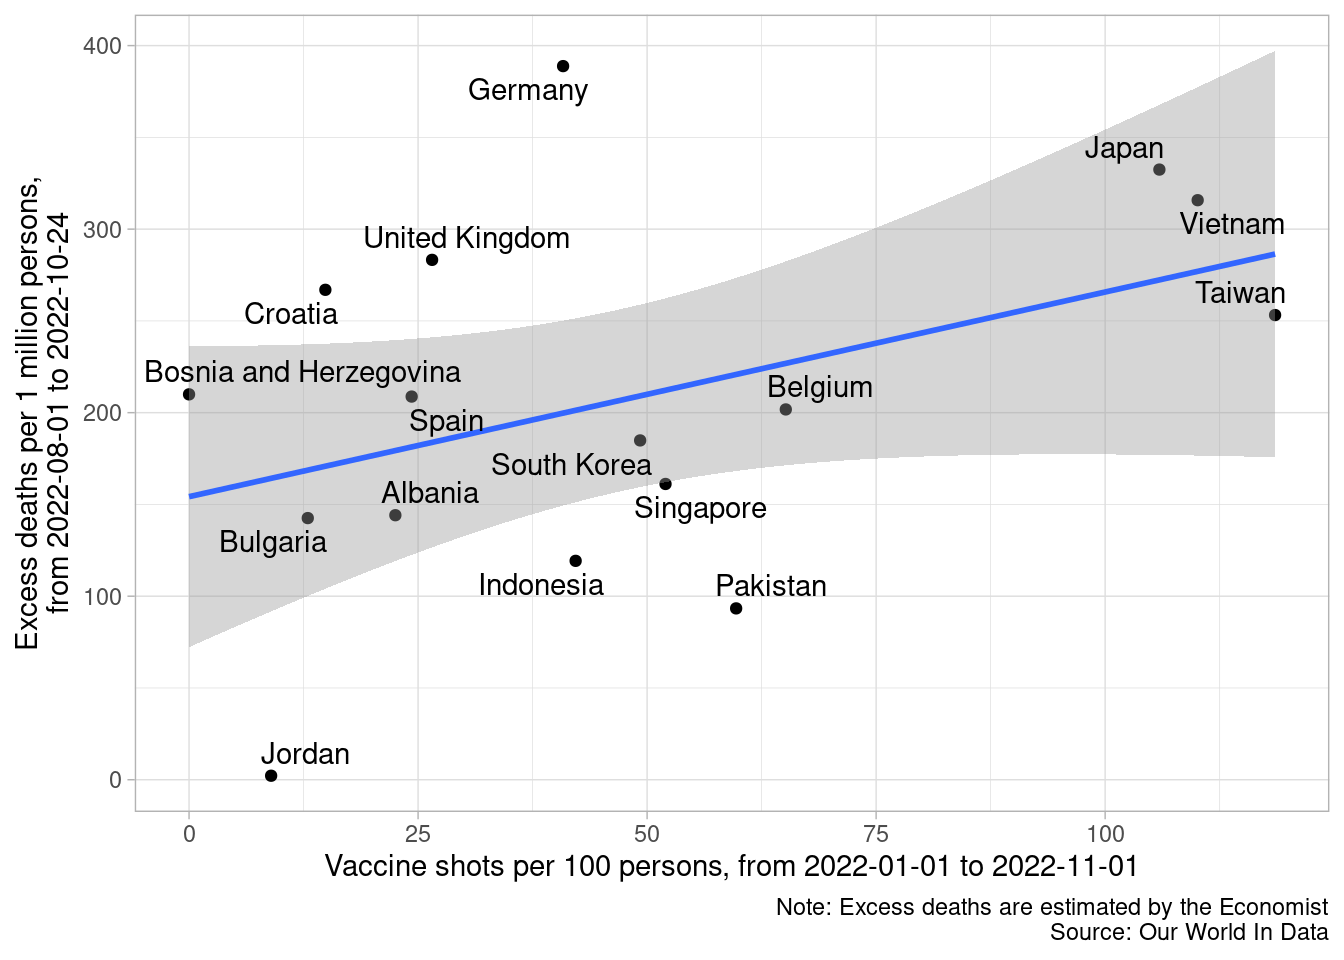 400
Germany
Japan
Vietnam
300
United Kingdom
Taiwan
Croatia
Bosnia and Herzegovina
Belgium
200
Spain
South Korea
Albania
Singapore
Bulgaria
Indonesia
Pakistan
100
Jordan
0
Excess deaths per 1 million persons,
from 2022-08-01 to 2022-10-24
0 25 50 75 100
Vaccine shots per 100 persons, from 2022-01-01 to 2022-11-01
Note: Excess deaths are estimated by the Economist
Source: Our World In Data